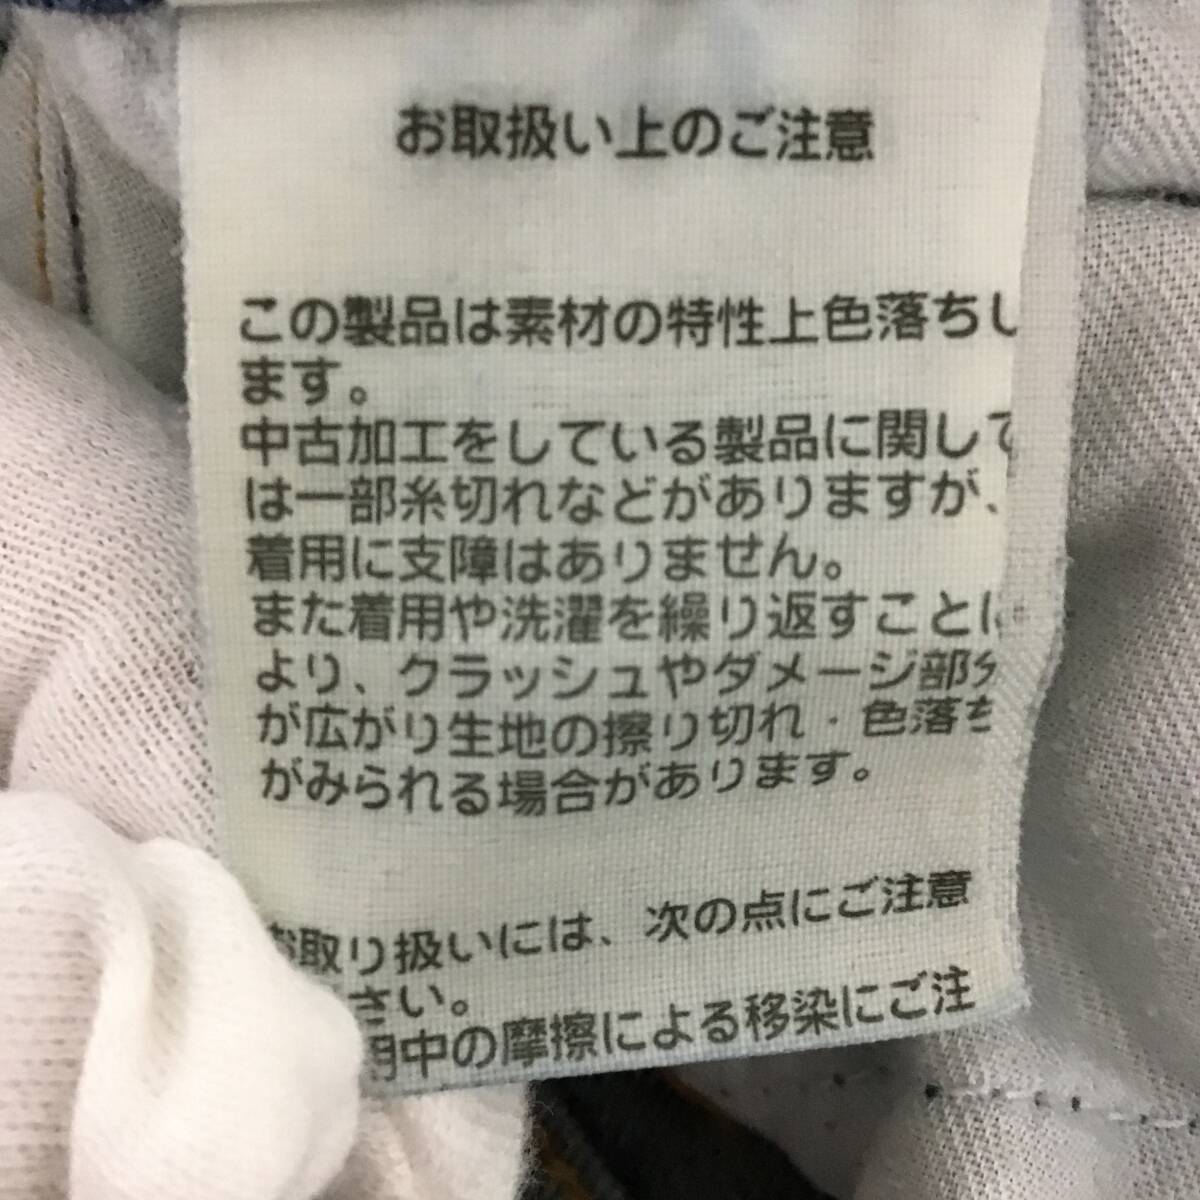 お取扱い上のご注意
この製品は素材の特性上色落ちし
ます。
中古加工をしている製品に関して
は一部糸切れなどがありますが、
着用に支障はありません。
また着用や洗濯を繰り返すことに
より、クラッシュやダメージ部分
が広がり生地の擦り切れ・色落ち
がみられる場合があります。
お取り扱いには、次の点にご注意
さい。
用中の摩擦による移染にご注